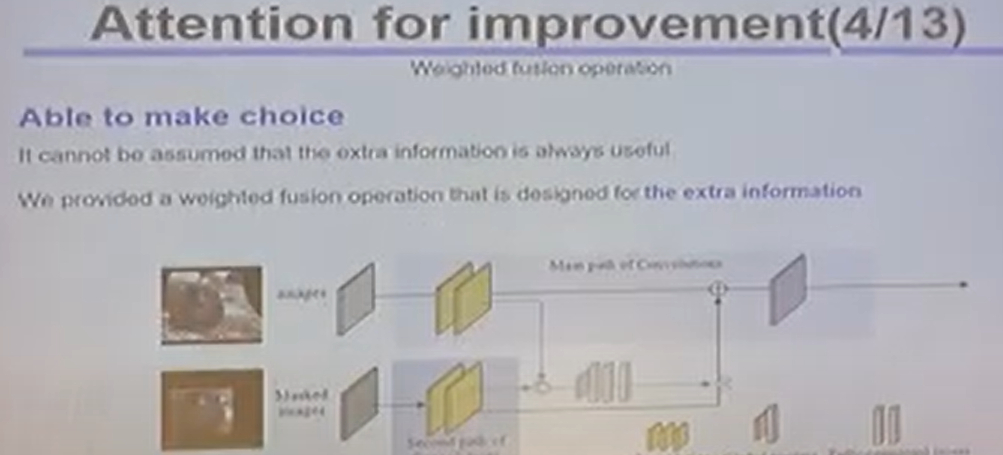 Attention for improvement(4/13)
Weighted fusion operation
Able to make choice
It cannot be assumed that the extra information is always useful
We provided a weighted fusion operation that is designed for the extra information
Main path of Convolutions
images
Masked
images
Second path of